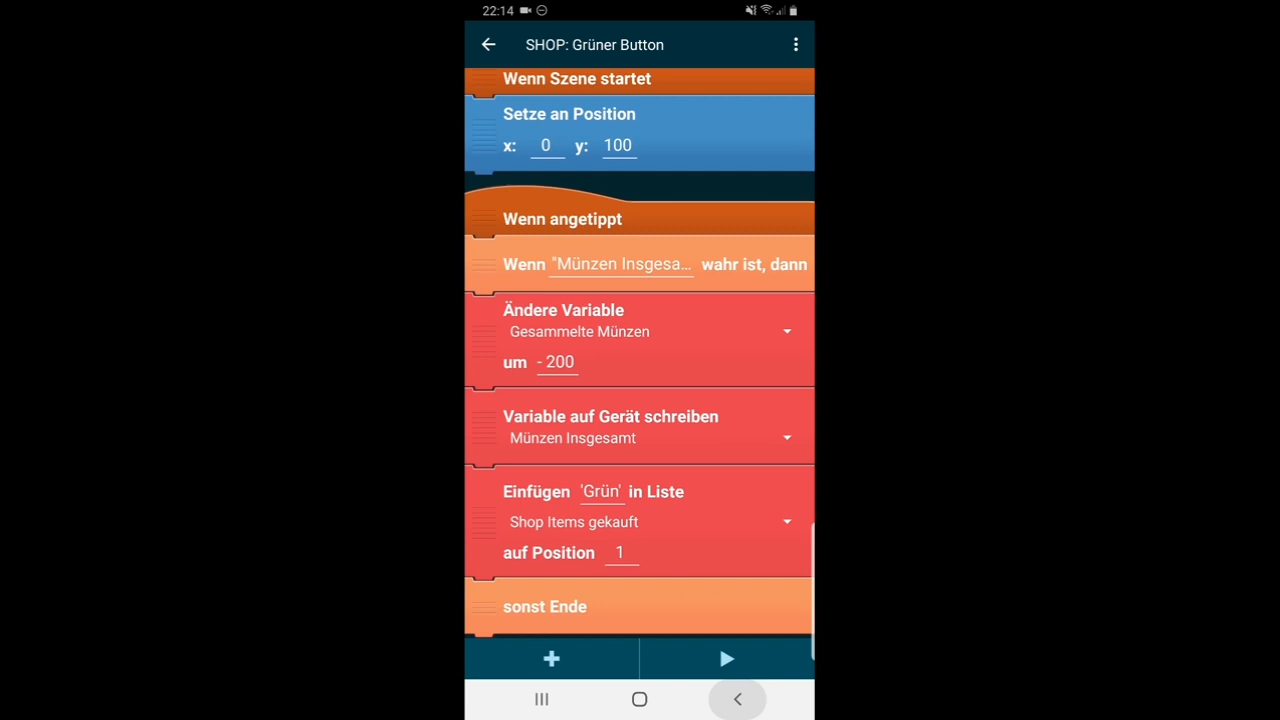 22:14
SHOP: Grüner Button
Wenn Szene startet
Setze an Position
x: 0 y: 100
Wenn angetippt
Wenn "Münzen Insgesa... wahr ist, dann
Ändere Variable
Gesammelte Münzen
um - 200
Variable auf Gerät schreiben
Münzen Insgesamt
Einfügen 'Grün' in Liste
Shop Items gekauft
auf Position 1
sonst Ende